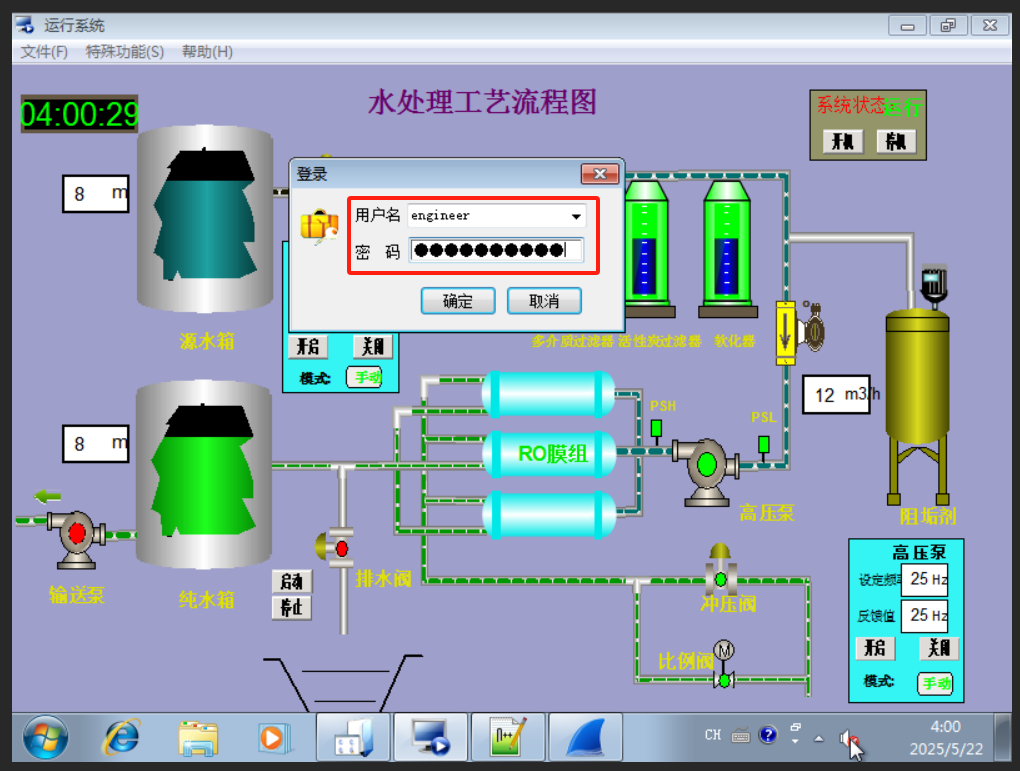 运行系统
文件(F) 特殊功能(S) 帮助(H)
04:00:29
水处理工艺流程图
系统状态 运行
开机 停机
8 m
登录
用户名 engineer
密 码 ●●●●●●●●●●
确定 取消
源水箱
多介质过滤器 活性炭过滤器 软化器
开启 关闭
模式: 手动
12 m3/h
PSH
PSL
8 m
RO膜组
高压泵
阻垢剂
输送泵
纯水箱
启动
停止
排水阀
冲压阀
比例阀
M
高压泵
设定频率 25 Hz
反馈值 25 Hz
开启 关闭
模式: 手动
CH
4:00
2025/5/22